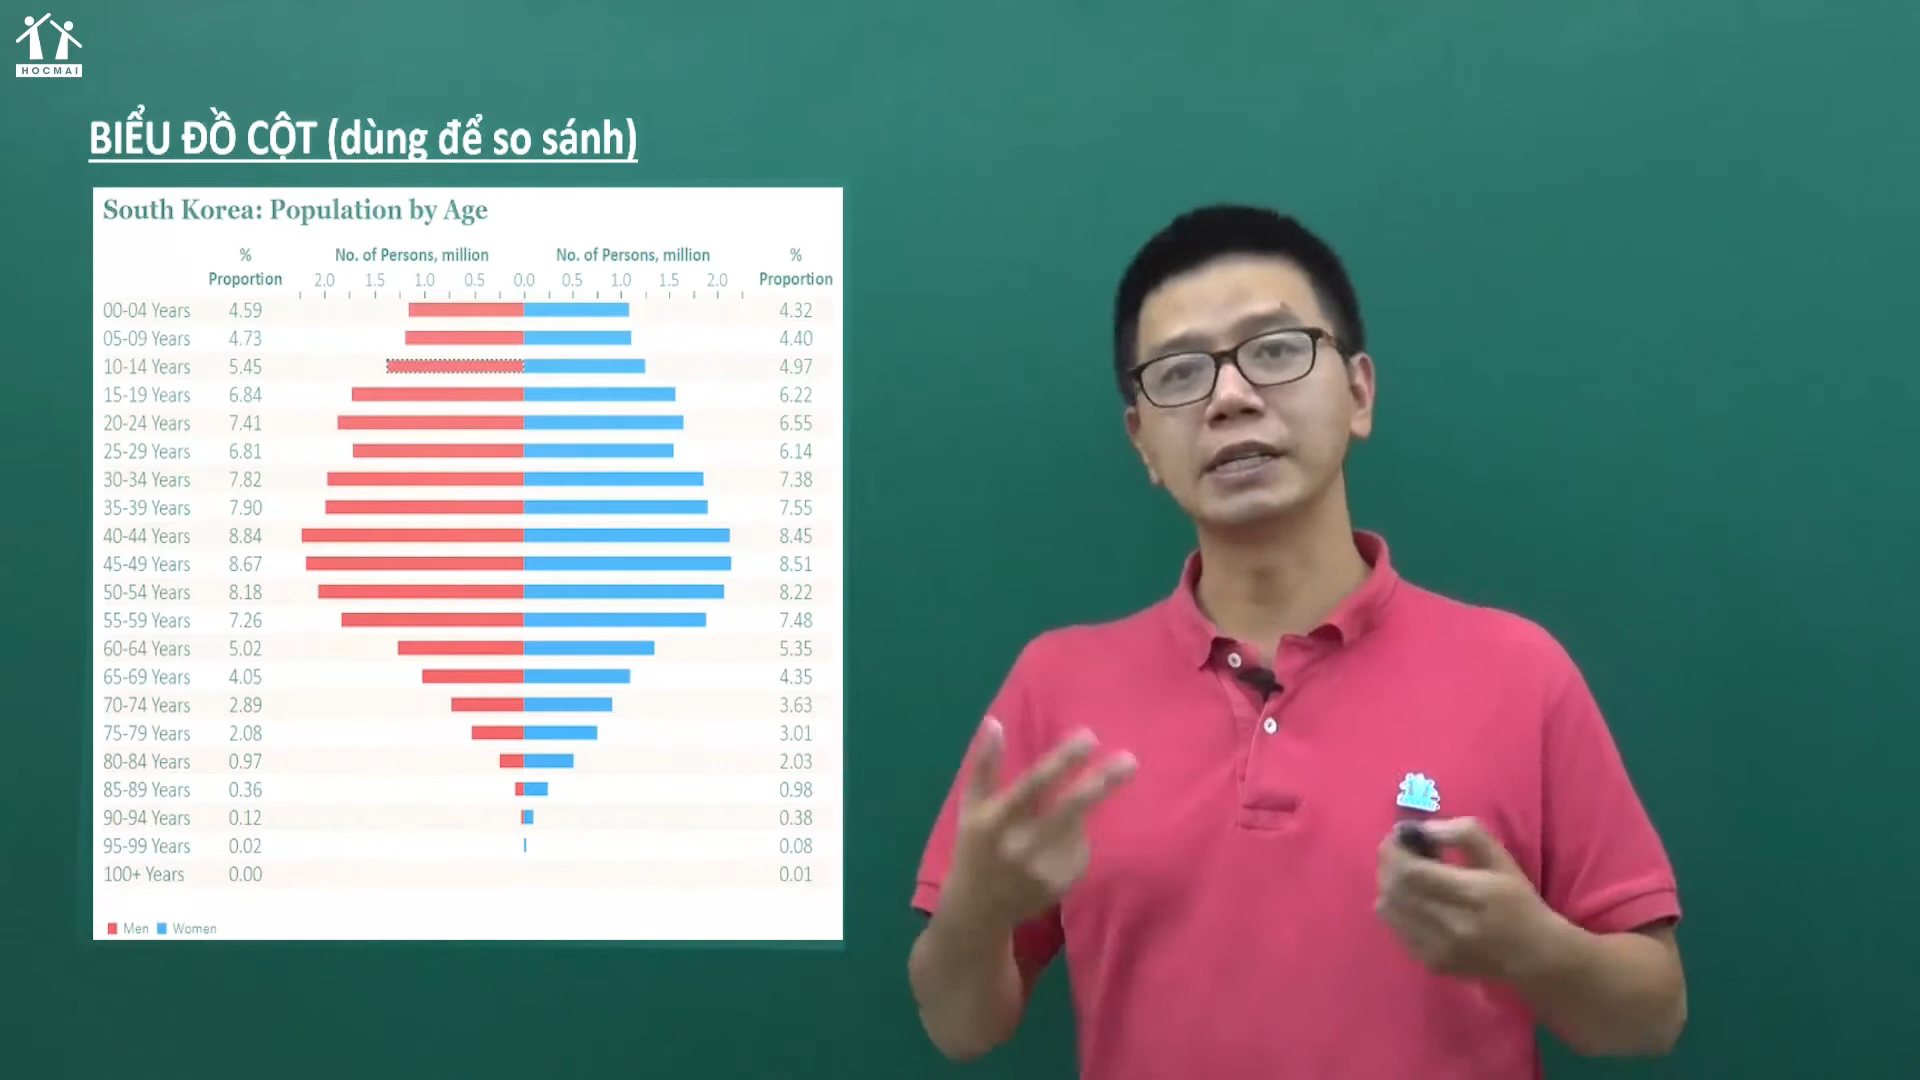 HOCMAI
BIỂU ĐỒ CỘT (dùng để so sánh)
South Korea: Population by Age
% No. of Persons, million No. of Persons, million %
Proportion 2.0 1.5 1.0 0.5 0.0 0.5 1.0 1.5 2.0 Proportion
00-04 Years 4.59 4.32
05-09 Years 4.73 4.40
10-14 Years 5.45 4.97
15-19 Years 6.84 6.22
20-24 Years 7.41 6.55
25-29 Years 6.81 6.14
30-34 Years 7.82 7.38
35-39 Years 7.90 7.55
40-44 Years 8.84 8.45
45-49 Years 8.67 8.51
50-54 Years 8.18 8.22
55-59 Years 7.26 7.48
60-64 Years 5.02 5.35
65-69 Years 4.05 4.35
70-74 Years 2.89 3.63
75-79 Years 2.08 3.01
80-84 Years 0.97 2.03
85-89 Years 0.36 0.98
90-94 Years 0.12 0.38
95-99 Years 0.02 0.08
100+ Years 0.00 0.01
Men Women